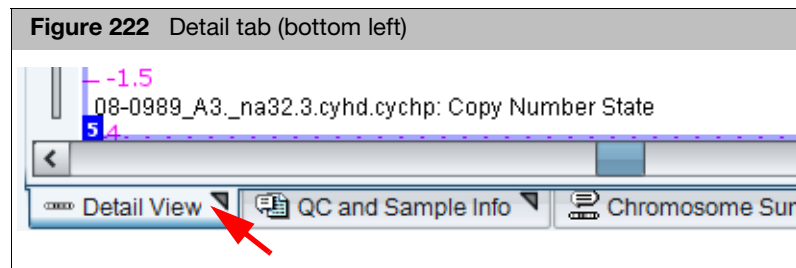 Figure 222 Detail tab (bottom left)
-1.5
08-0989_A3._na32.3.cyhd.cychp: Copy Number State
5 4
Detail View QC and Sample Info Chromosome Sum